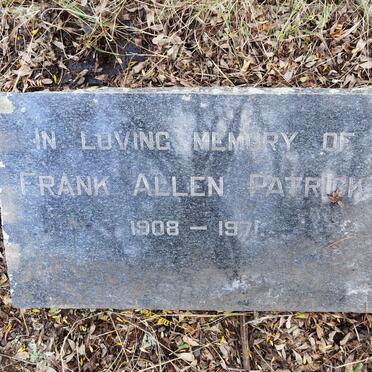 IN LOVING MEMORY OF
FRANK ALLEN PATRICK
1908 — 1971